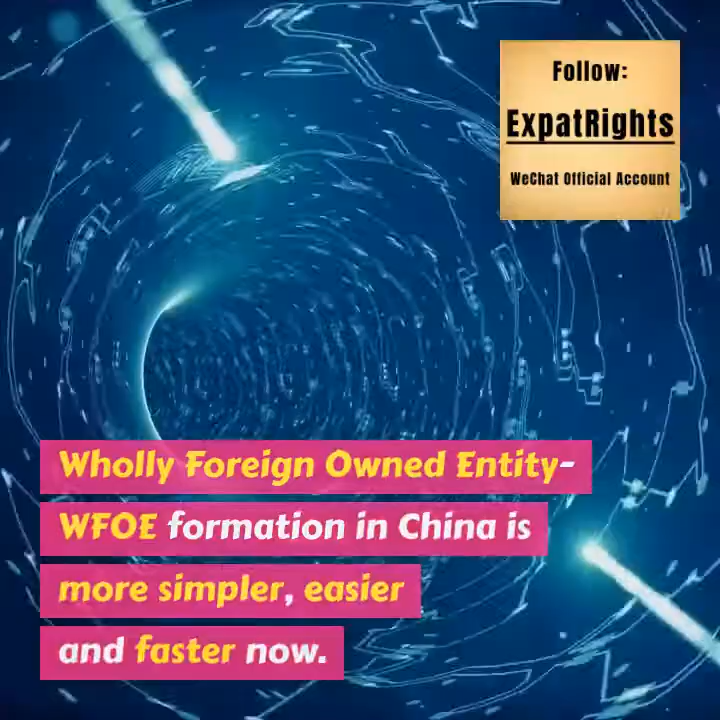 Follow:
ExpatRights
WeChat Official Account
Wholly Foreign Owned Entity-
WFOE formation in China is
more simpler, easier
and faster now.